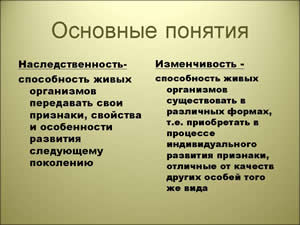 Основные понятия
Наследственность-
способность живых
организмов
передавать свои
признаки, свойства
и особенности
развития
следующему
поколению
Изменчивость -
способность живых
организмов
существовать в
различных формах,
т.е. приобретать в
процессе
индивидуального
развития признаки,
отличные от качеств
других особей того
же вида